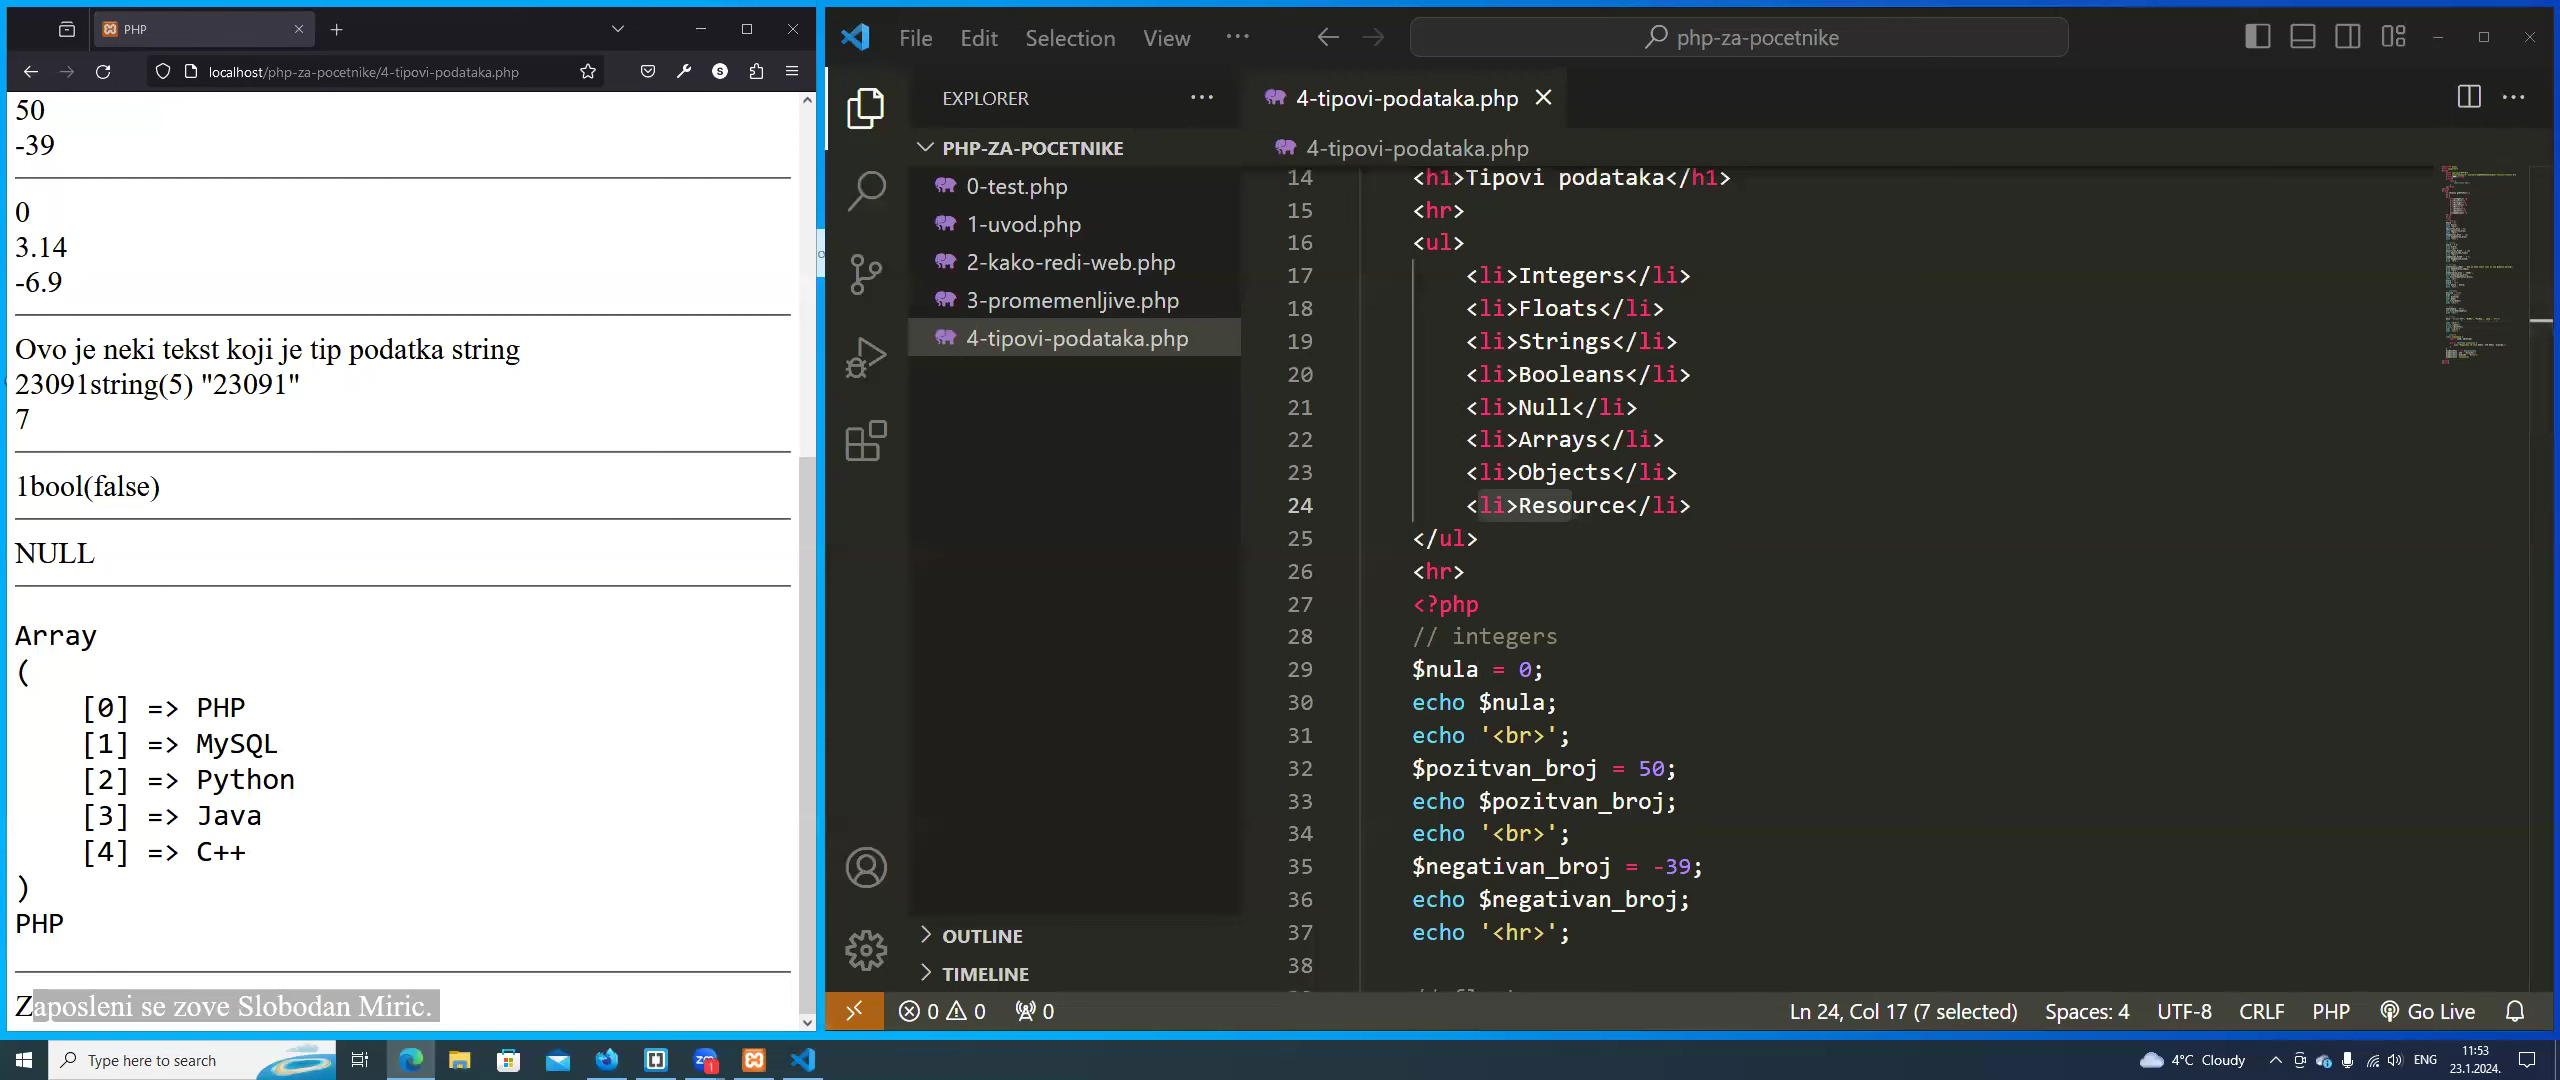 PHP
localhost/php-za-pocetnike/4-tipovi-podataka.php
50
-39
0
3.14
-6.9
Ovo je neki tekst koji je tip podatka string
23091string(5) "23091"
7
1bool(false)
NULL
Array
(
[0] => PHP
[1] => MySQL
[2] => Python
[3] => Java
[4] => C++
)
PHP
Zaposleni se zove Slobodan Miric.
File Edit Selection View ···
php-za-pocetnike
EXPLORER ···
PHP-ZA-POCETNIKE
0-test.php
1-uvod.php
2-kako-redi-web.php
3-promemenljive.php
4-tipovi-podataka.php
OUTLINE
TIMELINE
4-tipovi-podataka.php
4-tipovi-podataka.php
14 <h1>Tipovi podataka</h1>
15 <hr>
16 <ul>
17 <li>Integers</li>
18 <li>Floats</li>
19 <li>Strings</li>
20 <li>Booleans</li>
21 <li>Null</li>
22 <li>Arrays</li>
23 <li>Objects</li>
24 <li>Resource</li>
25 </ul>
26 <hr>
27 <?php
28 // integers
29 $nula = 0;
30 echo $nula;
31 echo '<br>';
32 $pozitvan_broj = 50;
33 echo $pozitvan_broj;
34 echo '<br>';
35 $negativan_broj = -39;
36 echo $negativan_broj;
37 echo '<hr>';
38
0 0 0
Ln 24, Col 17 (7 selected) Spaces: 4 UTF-8 CRLF PHP Go Live
Type here to search
4°C Cloudy
ENG
11:53
23.1.2024.